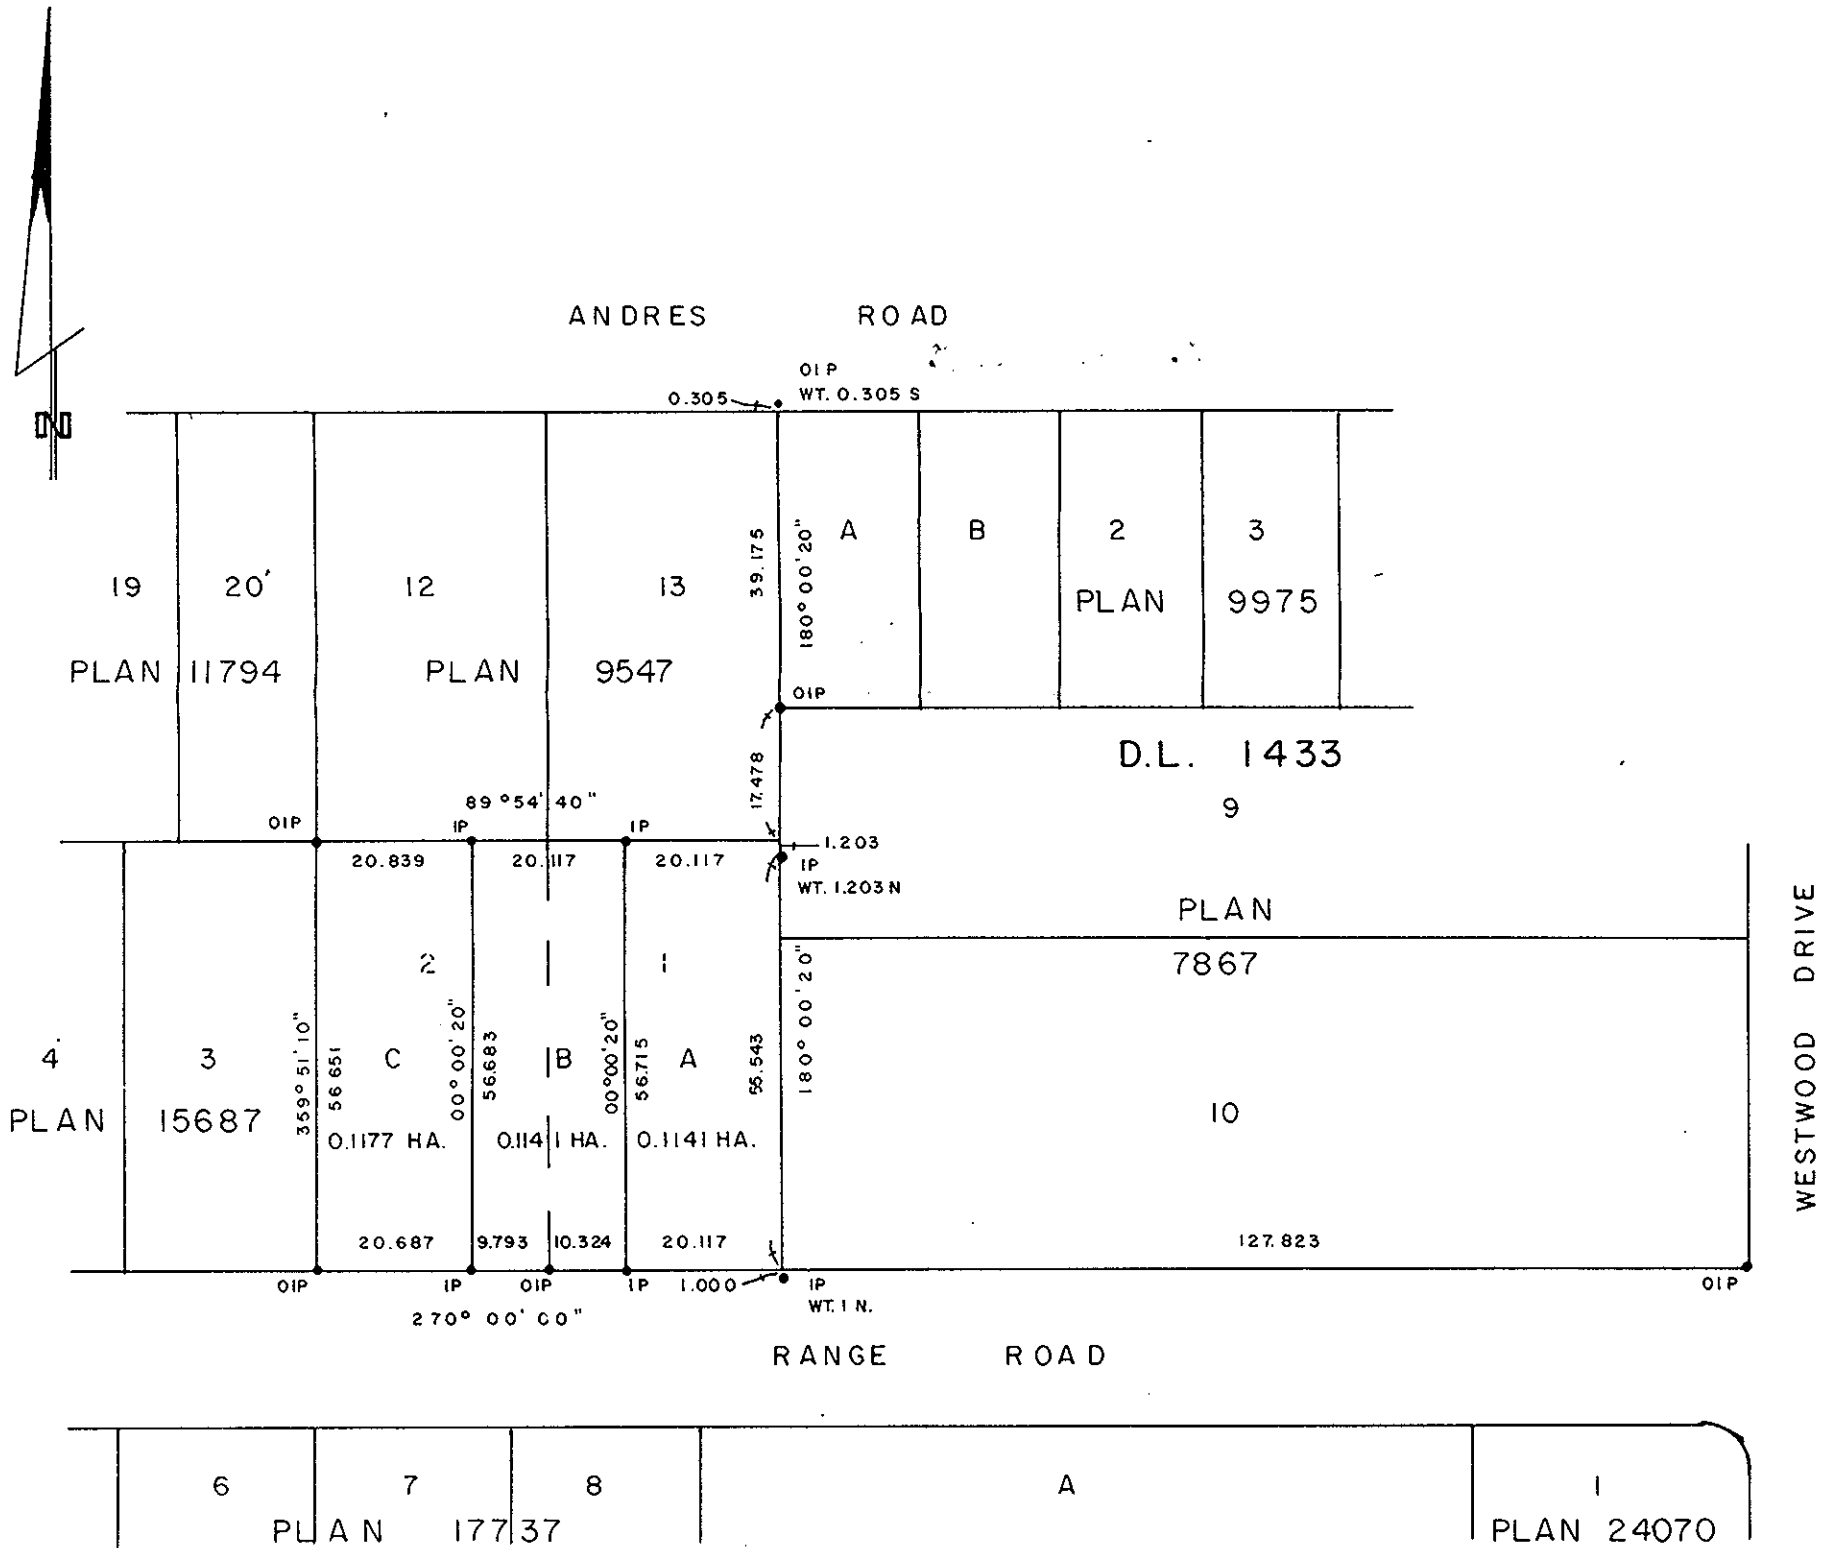 N
ANDRES ROAD
OIP
WT. 0.305 S
0.305
39.175
180° 00' 20"
A B 2 3
PLAN 9975
19 20' 12 13
PLAN 11794 PLAN 9547
OIP
17.478
D.L. 1433
9
89° 54' 40"
OIP IP IP
20.839 20.117 20.117
1.203
IP
WT. 1.203 N
PLAN
7867
WESTWOOD DRIVE
2 1
359° 51' 10"
56.651
00° 00' 20"
56.683
00° 00' 20"
56.715
55.543
180° 00' 20"
4 3 C B A
PLAN 15687
10
0.1177 HA. 0.1141 HA. 0.1141 HA.
20.687 9.793 10.324 20.117 127.823
OIP IP OIP IP 1.000 IP OIP
WT. 1 N.
270° 00' 00"
RANGE ROAD
6 7 8 A 1
PLAN 17737 PLAN 24070